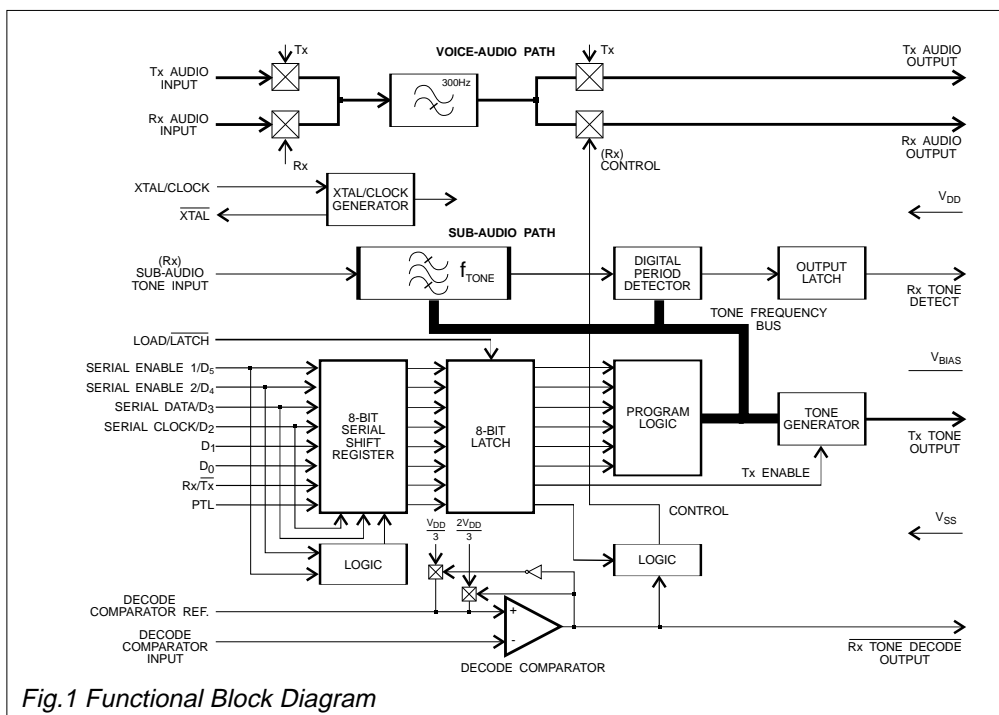 Tx
VOICE-AUDIO PATH
Tx
Tx AUDIO
OUTPUT
Tx AUDIO
INPUT
300Hz
Rx AUDIO
INPUT
Rx
(Rx)
CONTROL
Rx AUDIO
OUTPUT
XTAL/CLOCK
XTAL
XTAL/CLOCK
GENERATOR
VDD
SUB-AUDIO PATH
(Rx)
SUB-AUDIO
TONE INPUT
fTONE
DIGITAL
PERIOD
DETECTOR
OUTPUT
LATCH
Rx TONE
DETECT
TONE FREQUENCY
BUS
LOAD/LATCH
SERIAL ENABLE 1/D5
SERIAL ENABLE 2/D4
SERIAL DATA/D3
SERIAL CLOCK/D2
D1
D0
Rx/Tx
PTL
8-BIT
SERIAL
SHIFT
REGISTER
8-BIT
LATCH
PROGRAM
LOGIC
TONE
GENERATOR
VBIAS
Tx TONE
OUTPUT
Tx ENABLE
CONTROL
VSS
LOGIC
VDD
3
2VDD
3
LOGIC
DECODE
COMPARATOR REF.
DECODE
COMPARATOR
INPUT
+
-
DECODE COMPARATOR
Rx TONE DECODE
OUTPUT
Fig.1 Functional Block Diagram